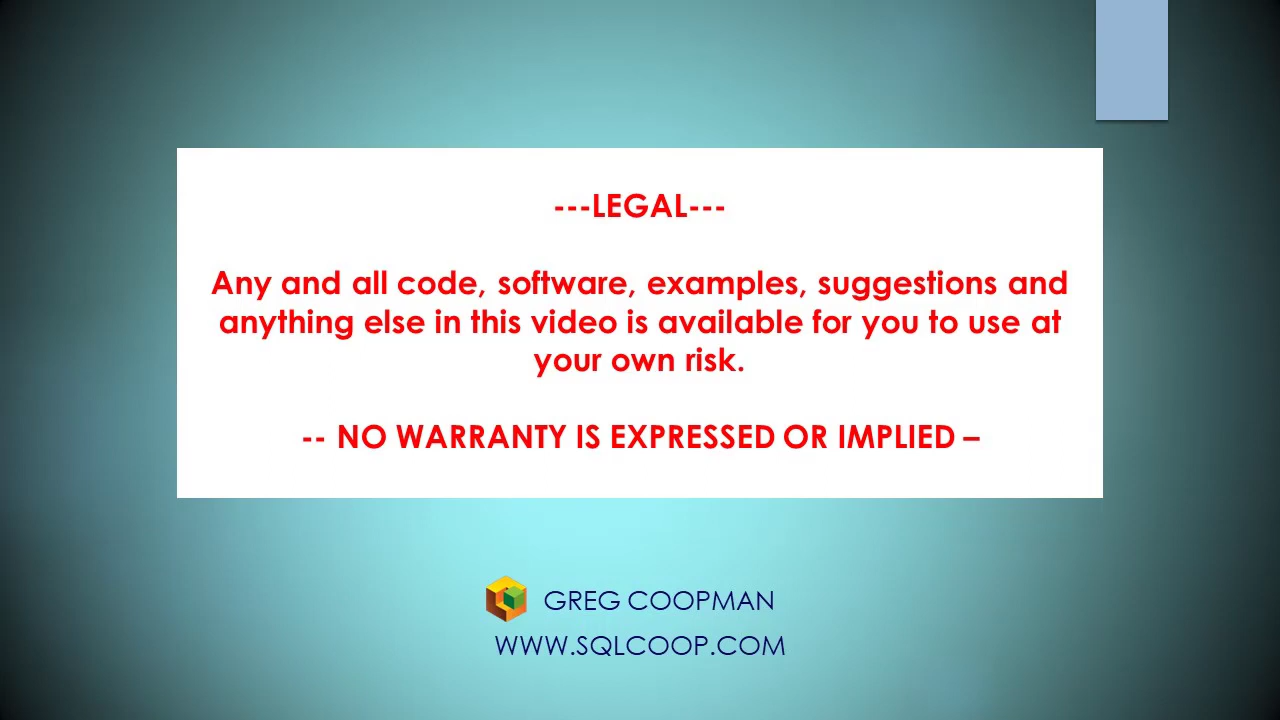 ---LEGAL---
Any and all code, software, examples, suggestions and
anything else in this video is available for you to use at
your own risk.
-- NO WARRANTY IS EXPRESSED OR IMPLIED –
GREG COOPMAN
WWW.SQLCOOP.COM